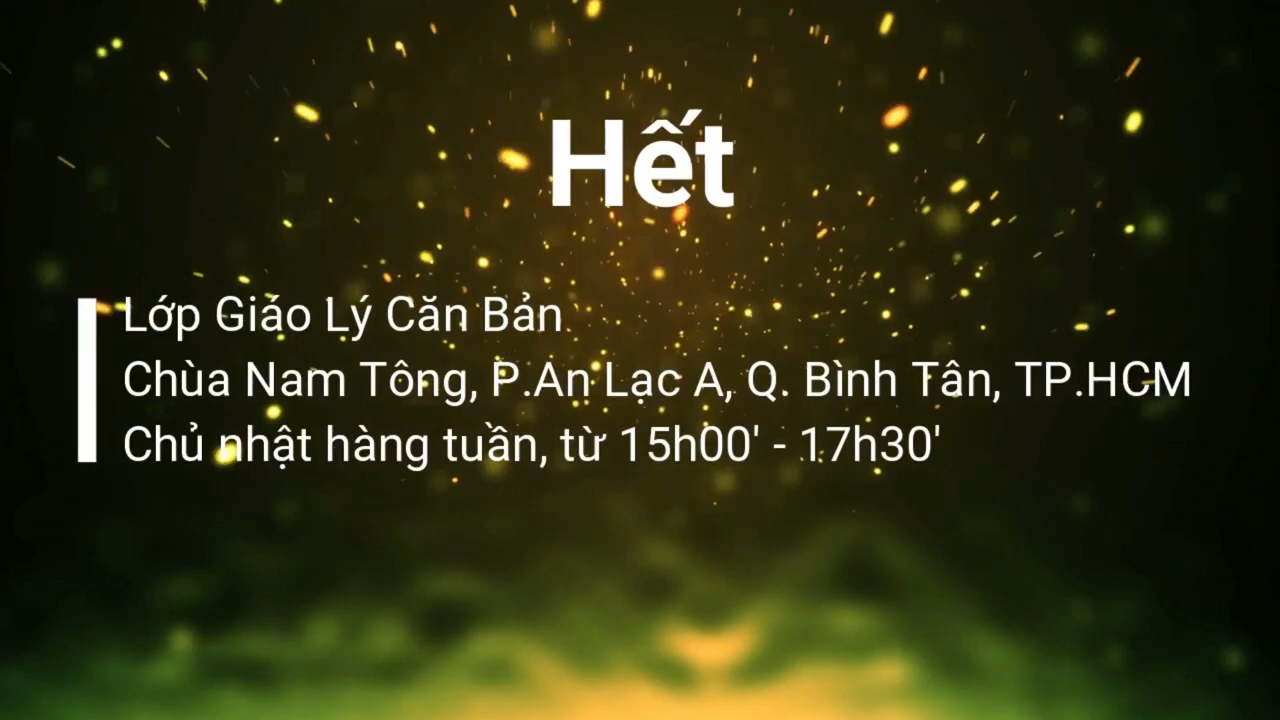 Hết
Lớp Giáo Lý Căn Bản
Chùa Nam Tông, P.An Lạc A, Q. Bình Tân, TP.HCM
Chủ nhật hàng tuần, từ 15h00' - 17h30'